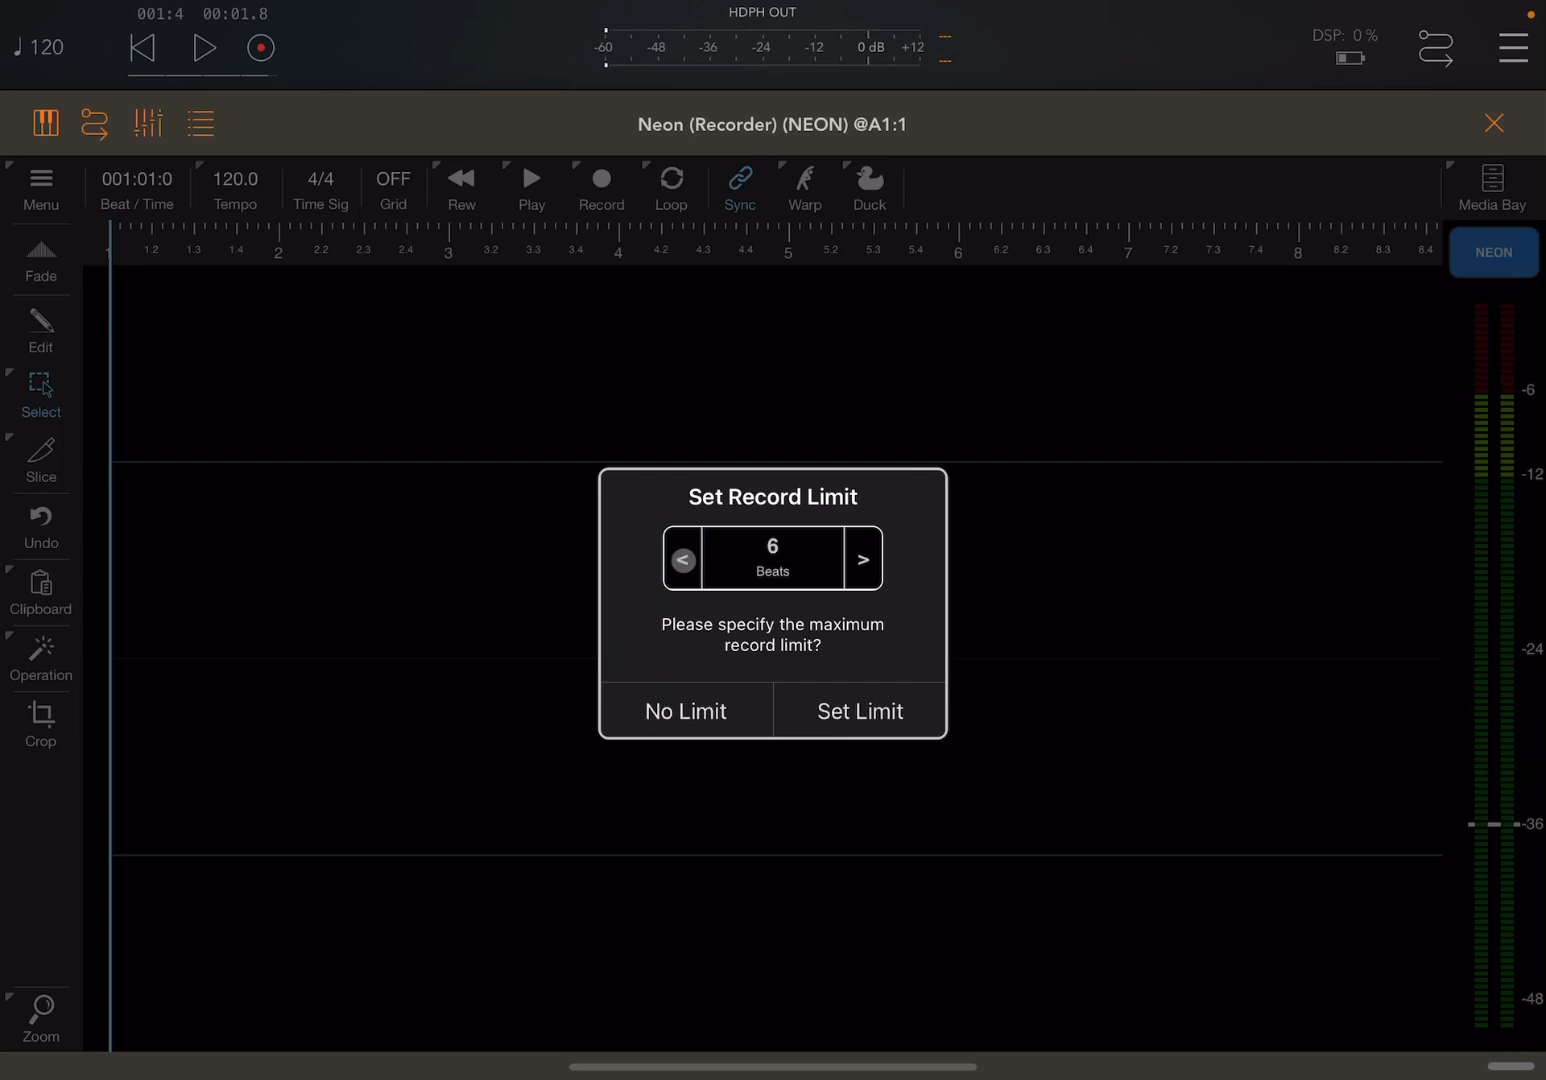 001:4 00:01.8
♩ 120
HDPH OUT
-60 -48 -36 -24 -12 0 dB +12
---
---
DSP: 0 %
Neon (Recorder) (NEON) @A1:1
Menu
001:01:0
Beat / Time
120.0
Tempo
4/4
Time Sig
OFF
Grid
Rew
Play
Record
Loop
Sync
Warp
Duck
Media Bay
1 1.2 1.3 1.4 2 2.2 2.3 2.4 3 3.2 3.3 3.4 4 4.2 4.3 4.4 5 5.2 5.3 5.4 6 6.2 6.3 6.4 7 7.2 7.3 7.4 8 8.2 8.3 8.4
NEON
Fade
Edit
Select
Slice
Undo
Clipboard
Operation
Crop
Zoom
Set Record Limit
< 6 >
Beats
Please specify the maximum
record limit?
No Limit Set Limit
-6
-12
-24
-36
-48